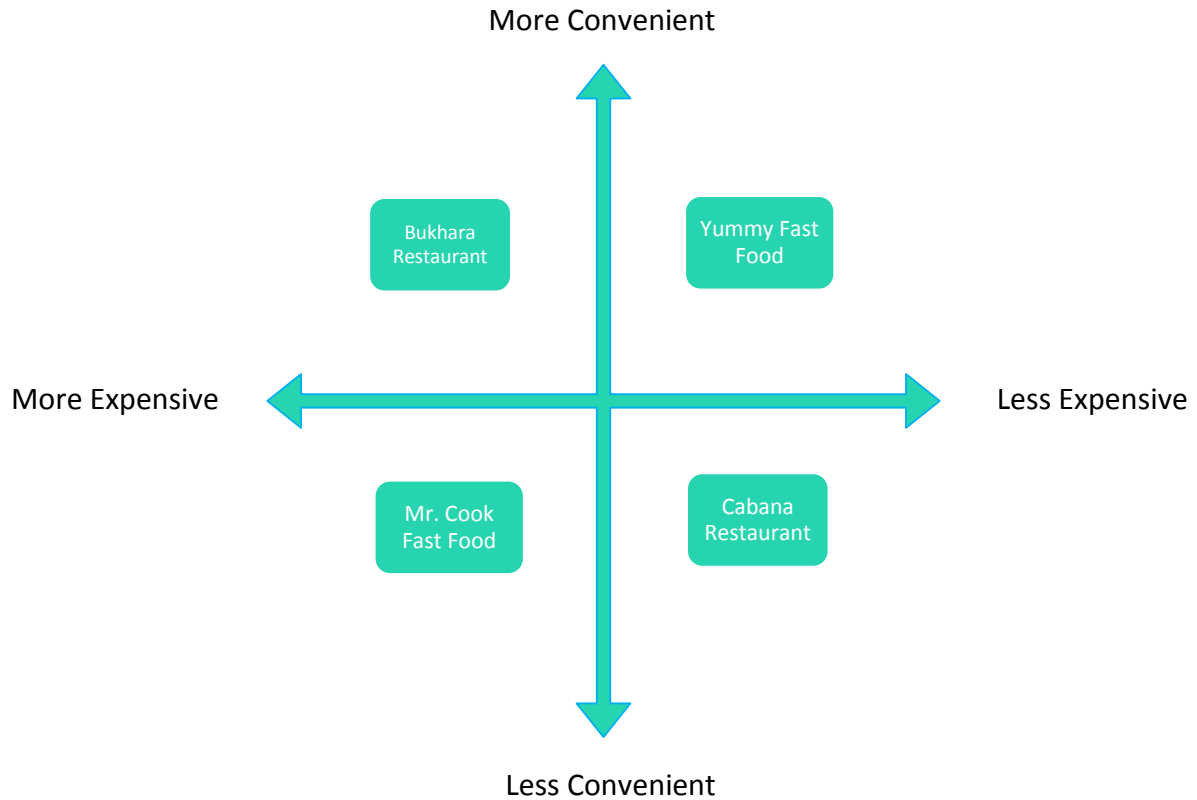 More Convenient
Bukhara
Restaurant
Yummy Fast
Food
More Expensive
Less Expensive
Mr. Cook
Fast Food
Cabana
Restaurant
Less Convenient